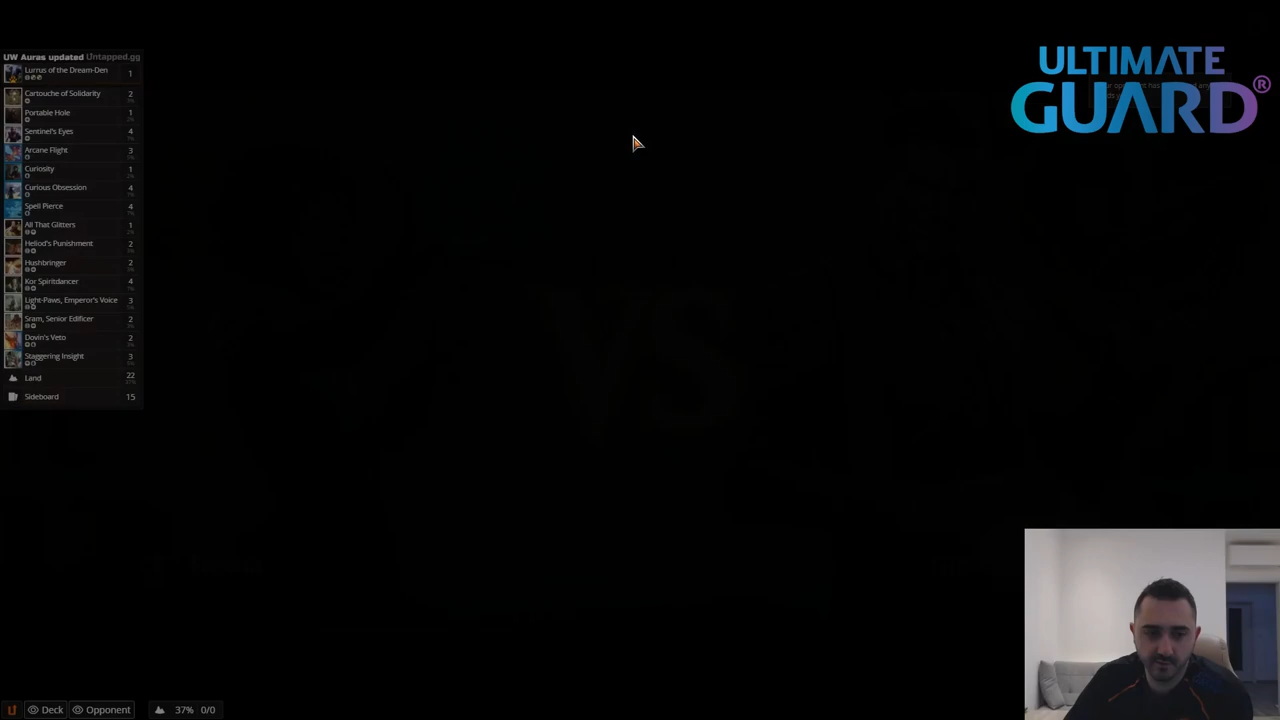 UW Auras updated Untapped.gg
Lurrus of the Dream-Den 1
Cartouche of Solidarity 2
Portable Hole 1
Sentinel's Eyes 4
Arcane Flight 3
Curiosity 1
Curious Obsession 4
Spell Pierce 4
All That Glitters 1
Heliod's Punishment 2
Hushbringer 2
Kor Spiritdancer 4
Light-Paws, Emperor's Voice 3
Sram, Senior Edificer 2
Dovin's Veto 2
Staggering Insight 3
Land 22
37%
Sideboard 15
ULTIMATE
GUARD®
VS
Deck Opponent 37% 0/0